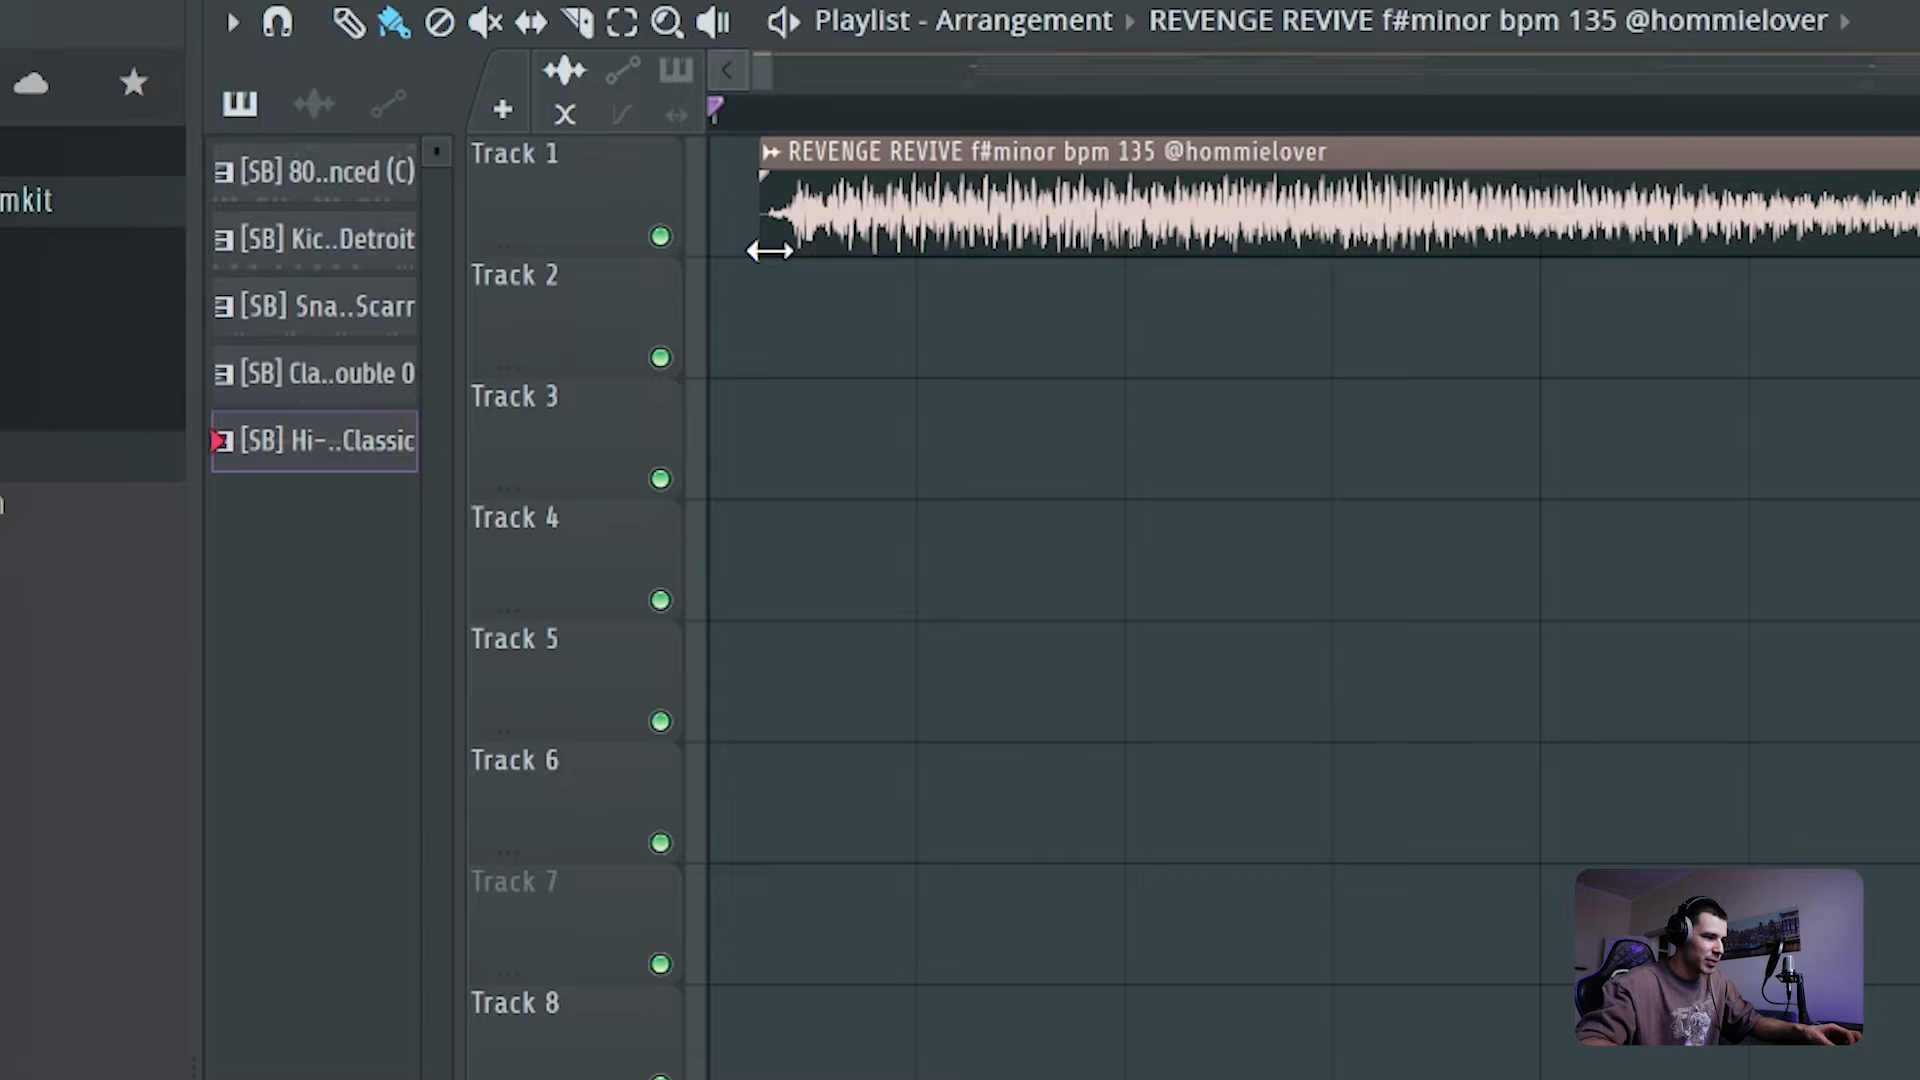 Playlist - Arrangement
REVENGE REVIVE f#minor bpm 135 @hommielover
mkit
[SB] 80..nced (C)
[SB] Kic..Detroit
[SB] Sna..Scarr
[SB] Cla..ouble 0
[SB] Hi-..Classic
REVENGE REVIVE f#minor bpm 135 @hommielover
Track 1
Track 2
Track 3
Track 4
Track 5
Track 6
Track 7
Track 8